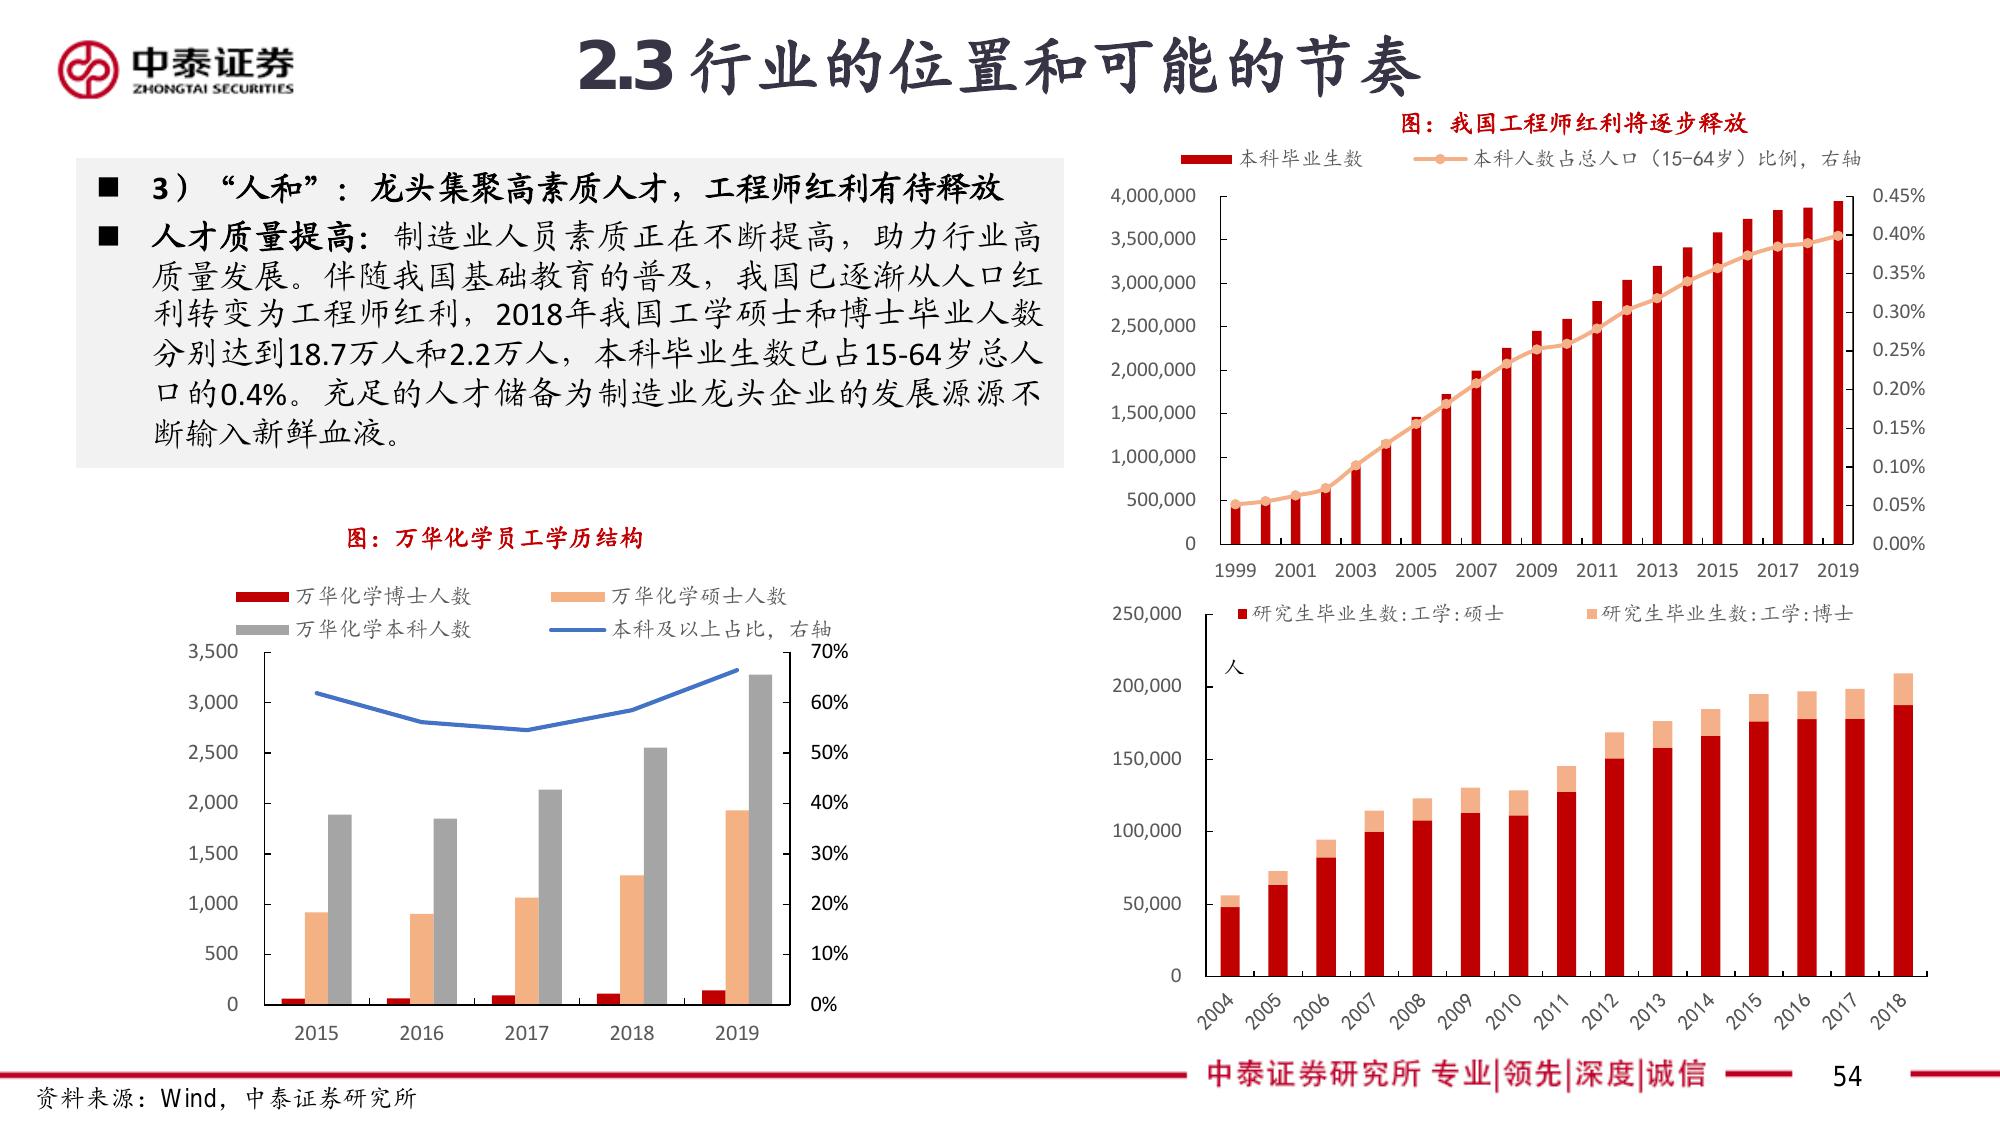 中泰证券
ZHONGTAI SECURITIES
2.3 行业的位置和可能的节奏
■ 3）“人和”：龙头集聚高素质人才，工程师红利有待释放
■ 人才质量提高：制造业人员素质正在不断提高，助力行业高
质量发展。伴随我国基础教育的普及，我国已逐渐从人口红
利转变为工程师红利，2018年我国工学硕士和博士毕业人数
分别达到18.7万人和2.2万人，本科毕业生数已占15-64岁总人
口的0.4%。充足的人才储备为制造业龙头企业的发展源源不
断输入新鲜血液。
图：我国工程师红利将逐步释放
本科毕业生数 本科人数占总人口（15-64岁）比例，右轴
4,000,000 0.45%
3,500,000 0.40%
3,000,000 0.35%
2,500,000 0.30%
2,000,000 0.25%
1,500,000 0.20%
1,000,000 0.15%
500,000 0.10%
0 0.05%
0.00%
1999 2001 2003 2005 2007 2009 2011 2013 2015 2017 2019
图：万华化学员工学历结构
万华化学博士人数 万华化学硕士人数
万华化学本科人数 本科及以上占比，右轴
3,500 70%
3,000 60%
2,500 50%
2,000 40%
1,500 30%
1,000 20%
500 10%
0 0%
2015 2016 2017 2018 2019
研究生毕业生数:工学:硕士 研究生毕业生数:工学:博士
人
250,000
200,000
150,000
100,000
50,000
0
2004 2005 2006 2007 2008 2009 2010 2011 2012 2013 2014 2015 2016 2017 2018
中泰证券研究所 专业|领先|深度|诚信
54
资料来源：Wind，中泰证券研究所